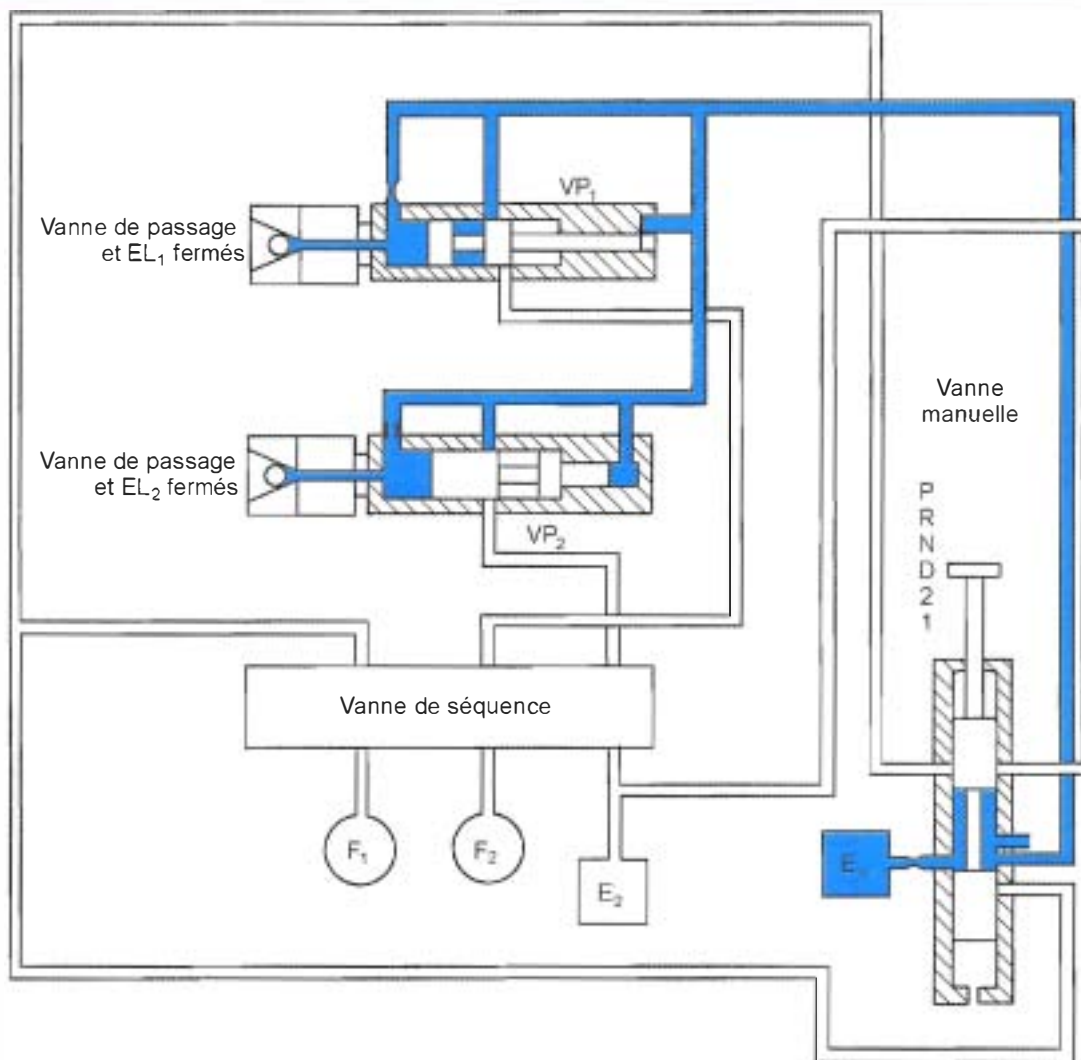 VP₁
Vanne de passage
et EL₁ fermés
Vanne
manuelle
Vanne de passage
et EL₂ fermés
VP₂
P
R
N
D
2
1
Vanne de séquence
F₁
F₂
E₂